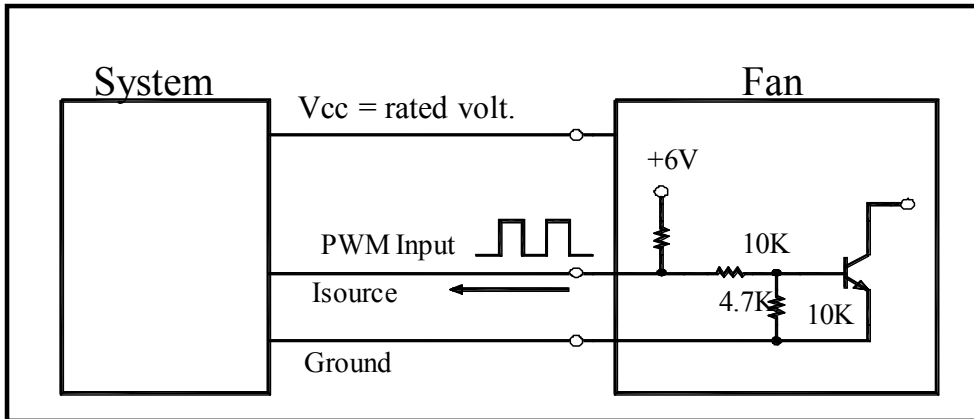 System
Fan
Vcc = rated volt.
+6V
PWM Input
10K
Isource
4.7K
10K
Ground